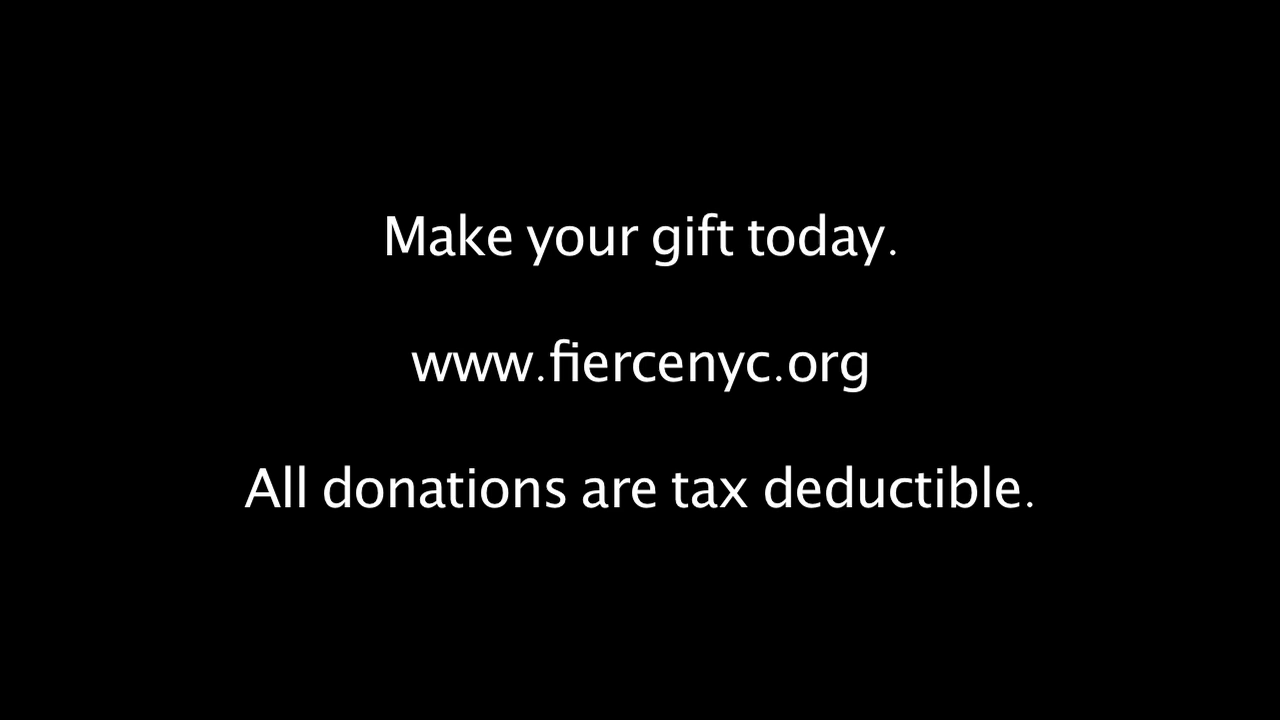 Make your gift today.
www.fiercenyc.org
All donations are tax deductible.